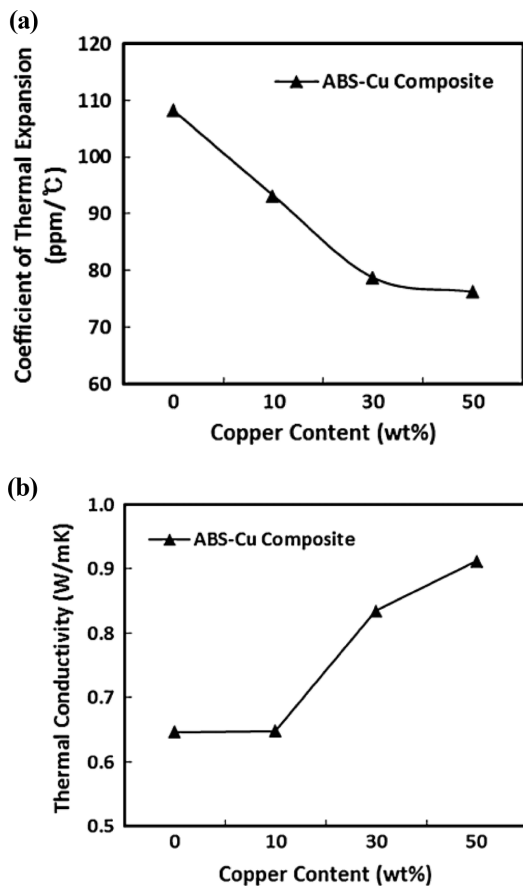 (a)
120
110
100
90
80
70
60
ABS-Cu Composite
Coefficient of Thermal Expansion
(ppm/℃)
0 10 30 50
Copper Content (wt%)
(b)
1.0
0.9
0.8
0.7
0.6
0.5
ABS-Cu Composite
Thermal Conductivity (W/mK)
0 10 30 50
Copper Content (wt%)